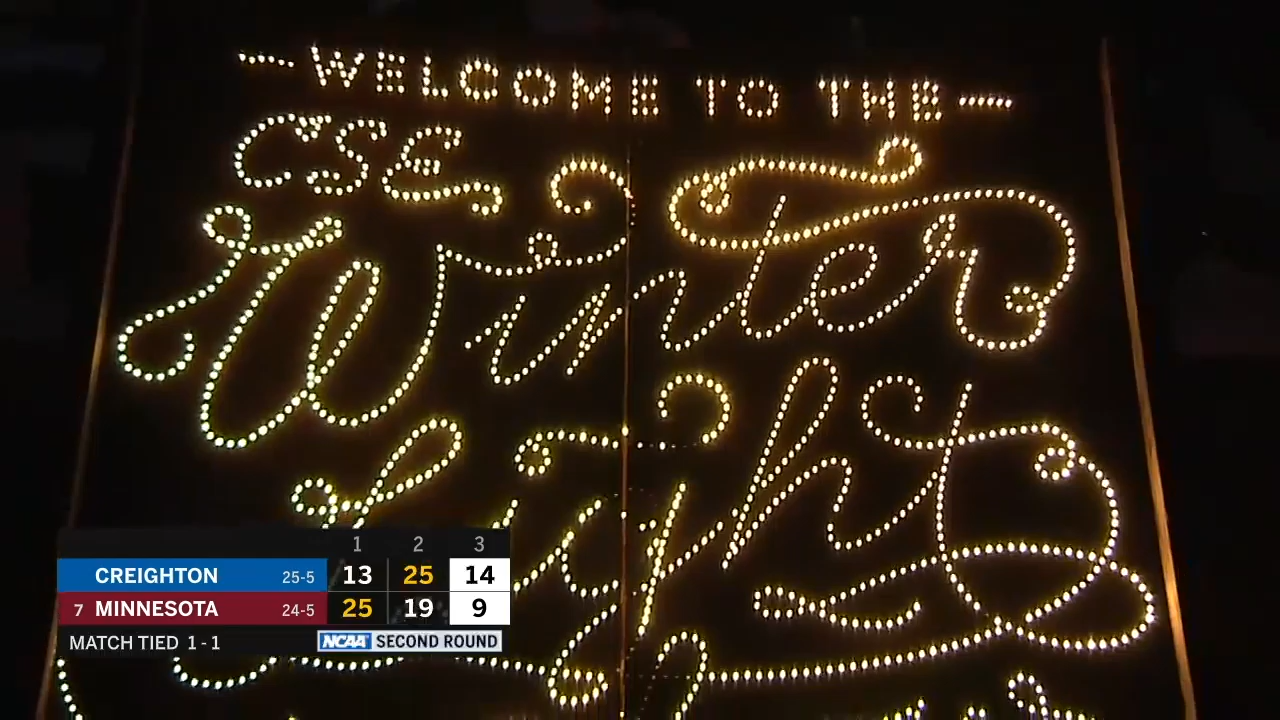 WELCOME TO THE
CSE
Winter
Lights
1 2 3
CREIGHTON 25-5 13 25 14
7 MINNESOTA 24-5 25 19 9
MATCH TIED 1 - 1 NCAA SECOND ROUND